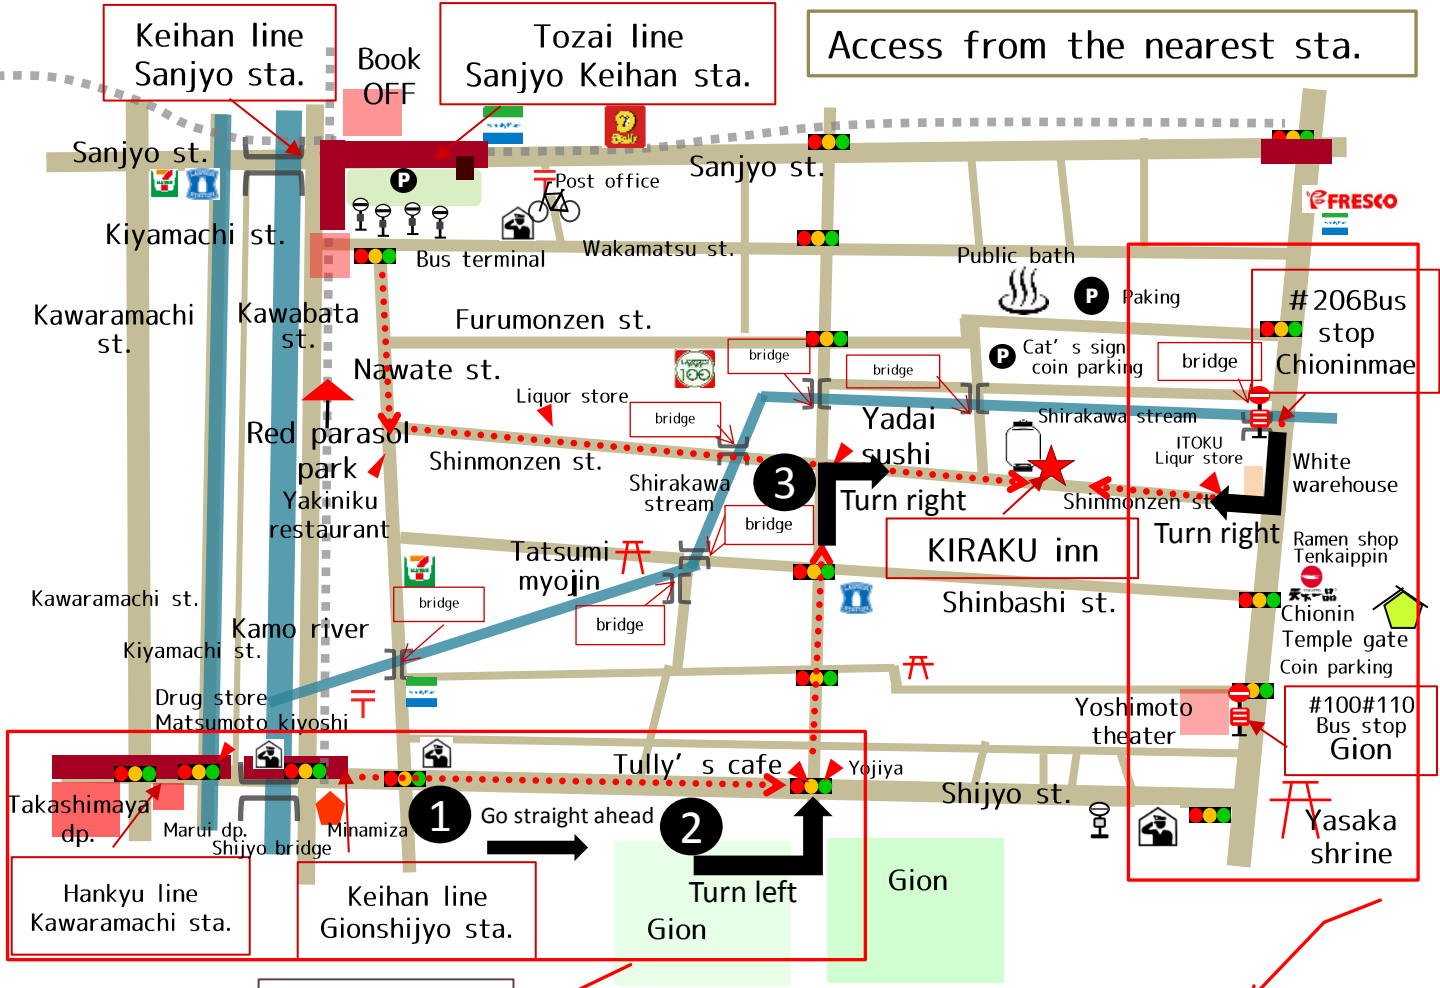 Keihan line
Sanjyo sta.
Book
OFF
Tozai line
Sanjyo Keihan sta.
Access from the nearest sta.
Sanjyo st.
P
Post office
Sanjyo st.
FRESCO
Kiyamachi st.
Bus terminal
Wakamatsu st.
Public bath
P
Paking
#206Bus
stop
Chioninmae
Kawaramachi
st.
Kawabata
st.
Furumonzen st.
bridge
P
Cat’s sign
coin parking
bridge
Nawate st.
100
bridge
Liquor store
bridge
Yadai
sushi
Shirakawa stream
Red parasol
park
Shinmonzen st.
ITOKU
Liqur store
White
warehouse
Yakiniku
restaurant
Shirakawa
stream
3
Turn right
Shinmonzen st.
Turn right
bridge
KIRAKU inn
Tatsumi
myojin
Ramen shop
Tenkaippin
天下一品
Kawaramachi st.
bridge
bridge
Shinbashi st.
Chionin
Temple gate
Coin parking
Kamo river
Kiyamachi st.
Drug store
Matsumoto kiyoshi
Yoshimoto
theater
#100#110
Bus stop
Gion
Tully’s cafe
Yojiya
Shijyo st.
Takashimaya
dp.
Marui dp.
Shijyo bridge
Minamiza
1
Go straight ahead
2
Yasaka
shrine
Turn left
Hankyu line
Kawaramachi sta.
Keihan line
Gionshijyo sta.
Gion
Gion